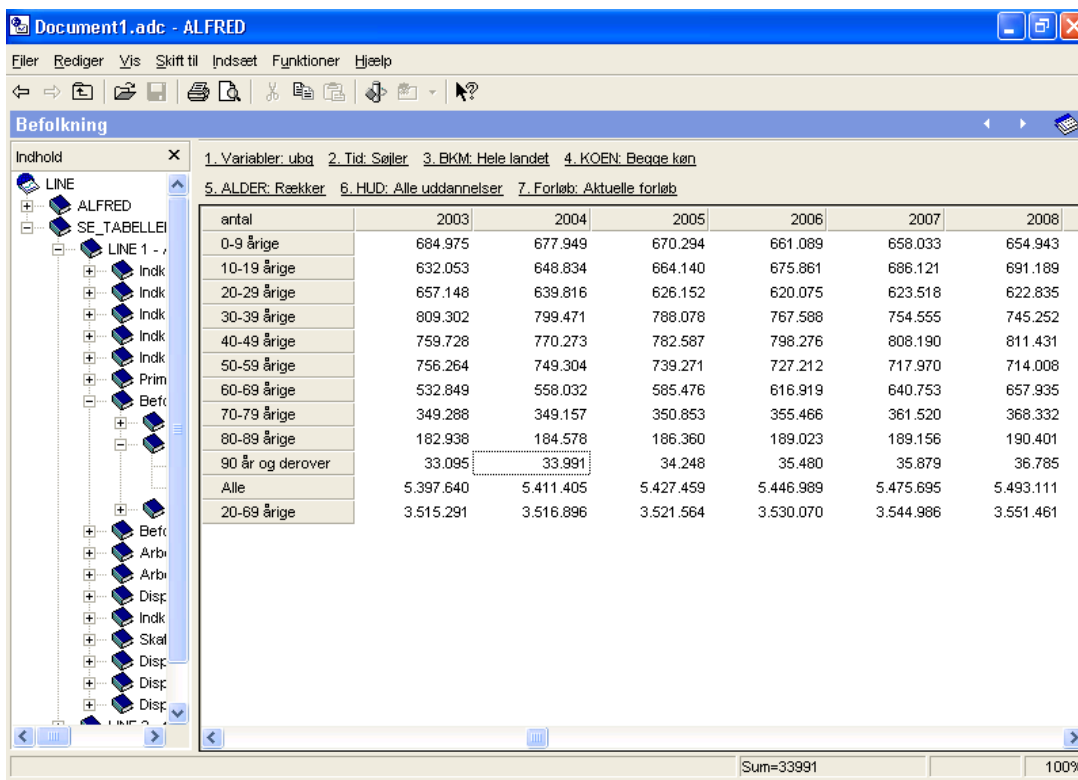 Document1.adc - ALFRED
Filer Rediger Vis Skift til Indsæt Funktioner Hjælp
Befolkning
Indhold
1. Variabler: ubg 2. Tid: Søjler 3. BKM: Hele landet 4. KOEN: Begge køn
5. ALDER: Rækker 6. HUD: Alle uddannelser 7. Forløb: Aktuelle forløb
LINE
ALFRED
SE_TABELLE
LINE 1 -
Indk
Indk
Indk
Indk
Indk
Prim
Befo
Befo
Arb
Arb
Disp
Indk
Skat
Disp
Disp
Disp
antal 2003 2004 2005 2006 2007 2008
0-9 årige 684.975 677.949 670.294 661.089 658.033 654.943
10-19 årige 632.053 648.834 664.140 675.861 686.121 691.189
20-29 årige 657.148 639.816 626.152 620.075 623.518 622.835
30-39 årige 809.302 799.471 788.078 767.588 754.555 745.252
40-49 årige 759.728 770.273 782.587 798.276 808.190 811.431
50-59 årige 756.264 749.304 739.271 727.212 717.970 714.008
60-69 årige 532.849 558.032 585.476 616.919 640.753 657.935
70-79 årige 349.288 349.157 350.853 355.466 361.520 368.332
80-89 årige 182.938 184.578 186.360 189.023 189.156 190.401
90 år og derover 33.095 33.991 34.248 35.480 35.879 36.785
Alle 5.397.640 5.411.405 5.427.459 5.446.989 5.475.695 5.493.111
20-69 årige 3.515.291 3.516.896 3.521.564 3.530.070 3.544.986 3.551.461
Sum=33991 100%